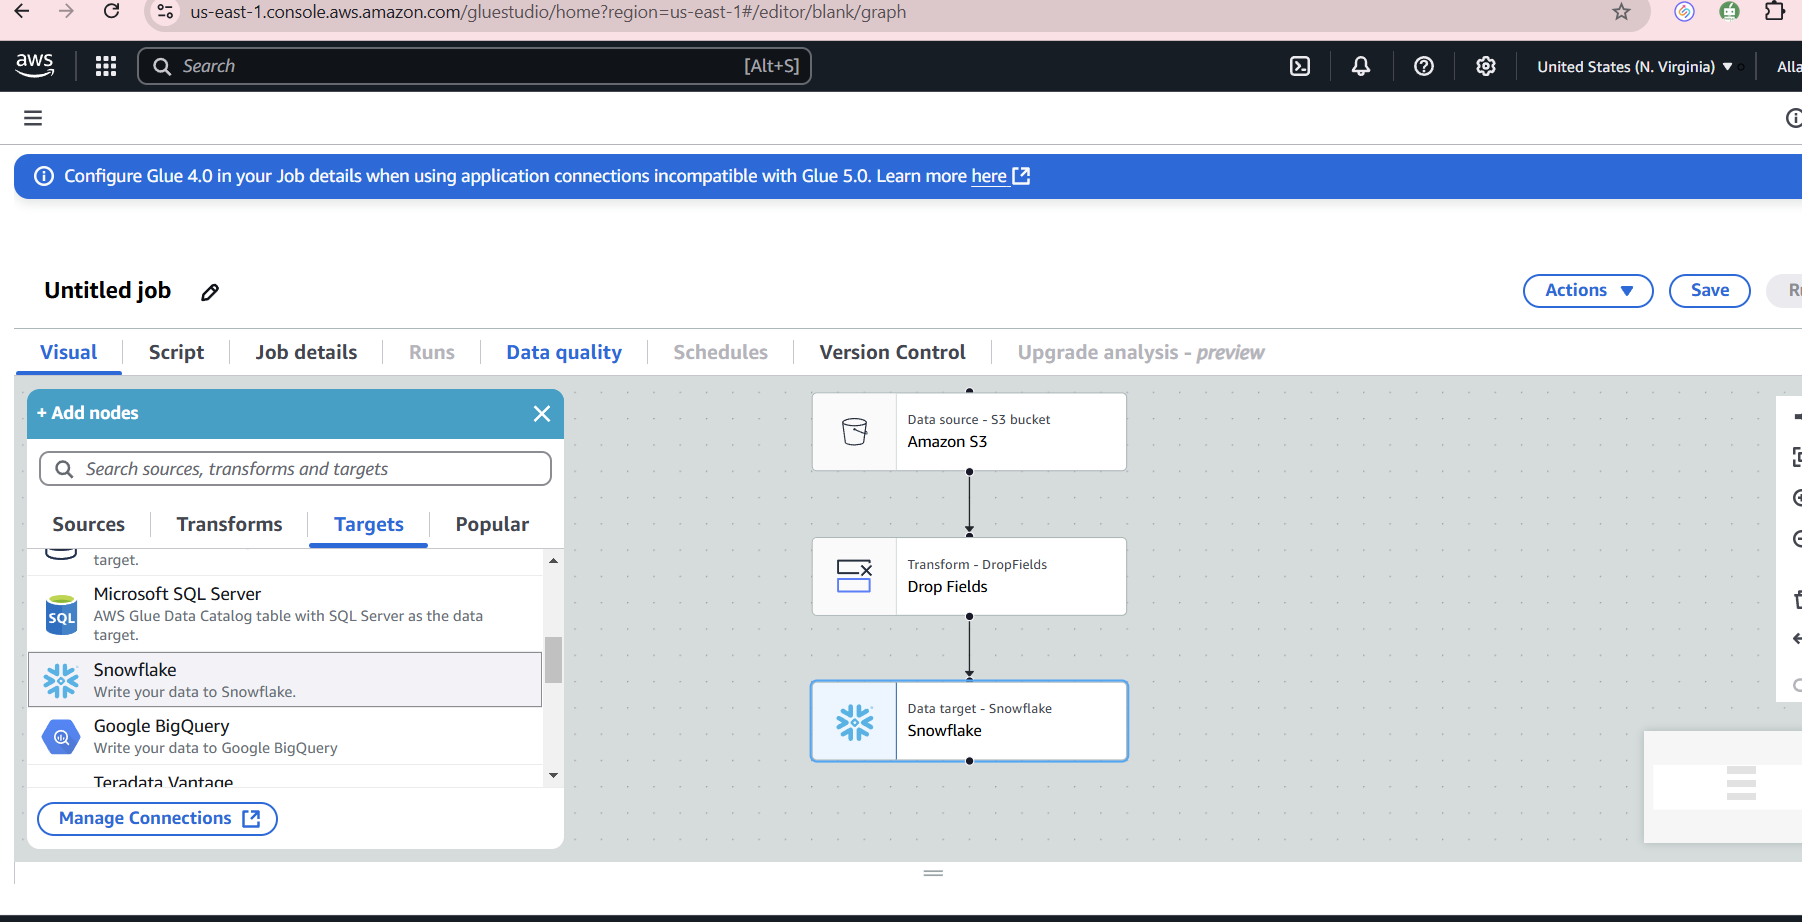 us-east-1.console.aws.amazon.com/gluestudio/home?region=us-east-1#/editor/blank/graph
aws
Search
[Alt+S]
United States (N. Virginia)
Alla
Configure Glue 4.0 in your Job details when using application connections incompatible with Glue 5.0. Learn more here
Untitled job
Actions
Save
Visual
Script
Job details
Runs
Data quality
Schedules
Version Control
Upgrade analysis - preview
+ Add nodes
Search sources, transforms and targets
Sources
Transforms
Targets
Popular
target.
Microsoft SQL Server
SQL
AWS Glue Data Catalog table with SQL Server as the data
target.
Snowflake
Write your data to Snowflake.
Google BigQuery
Write your data to Google BigQuery
Teradata Vantage
Manage Connections
Data source - S3 bucket
Amazon S3
Transform - DropFields
Drop Fields
Data target - Snowflake
Snowflake